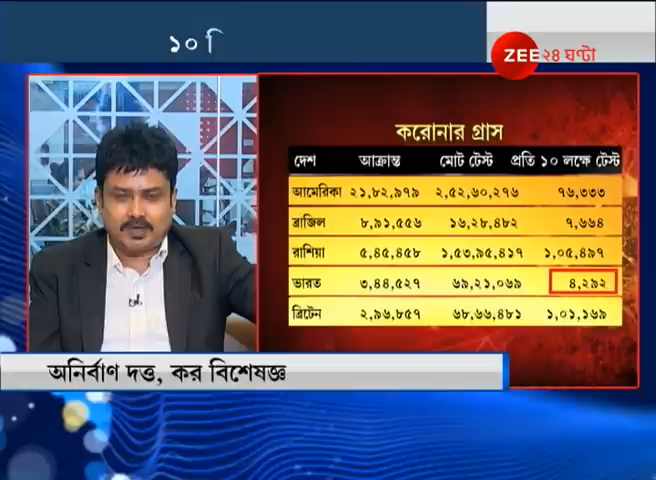 ১০ ি
ZEE ২৪ ঘণ্টা
করোনার গ্রাস
দেশ আক্রান্ত মোট টেস্ট প্রতি ১০ লক্ষে টেস্ট
আমেরিকা ২১,৮২,৯৭৯ ২,৫২,৬০,২৭৬ ৭৬,৩৩৩
ব্রাজিল ৮,৯১,৫৫৬ ১৬,২৮,৪৮২ ৭,৬৬৪
রাশিয়া ৫,৪৫,৪৫৮ ১,৫৩,৯৫,৪১৭ ১,০৫,৪৯৭
ভারত ৩,৪৪,৫২৭ ৬৯,২১,০৬৯ ৪,২৯২
ব্রিটেন ২,৯৬,৮৫৭ ৬৮,৬৬,৪৮১ ১,০১,১৬৯
অনির্বাণ দত্ত, কর বিশেষজ্ঞ